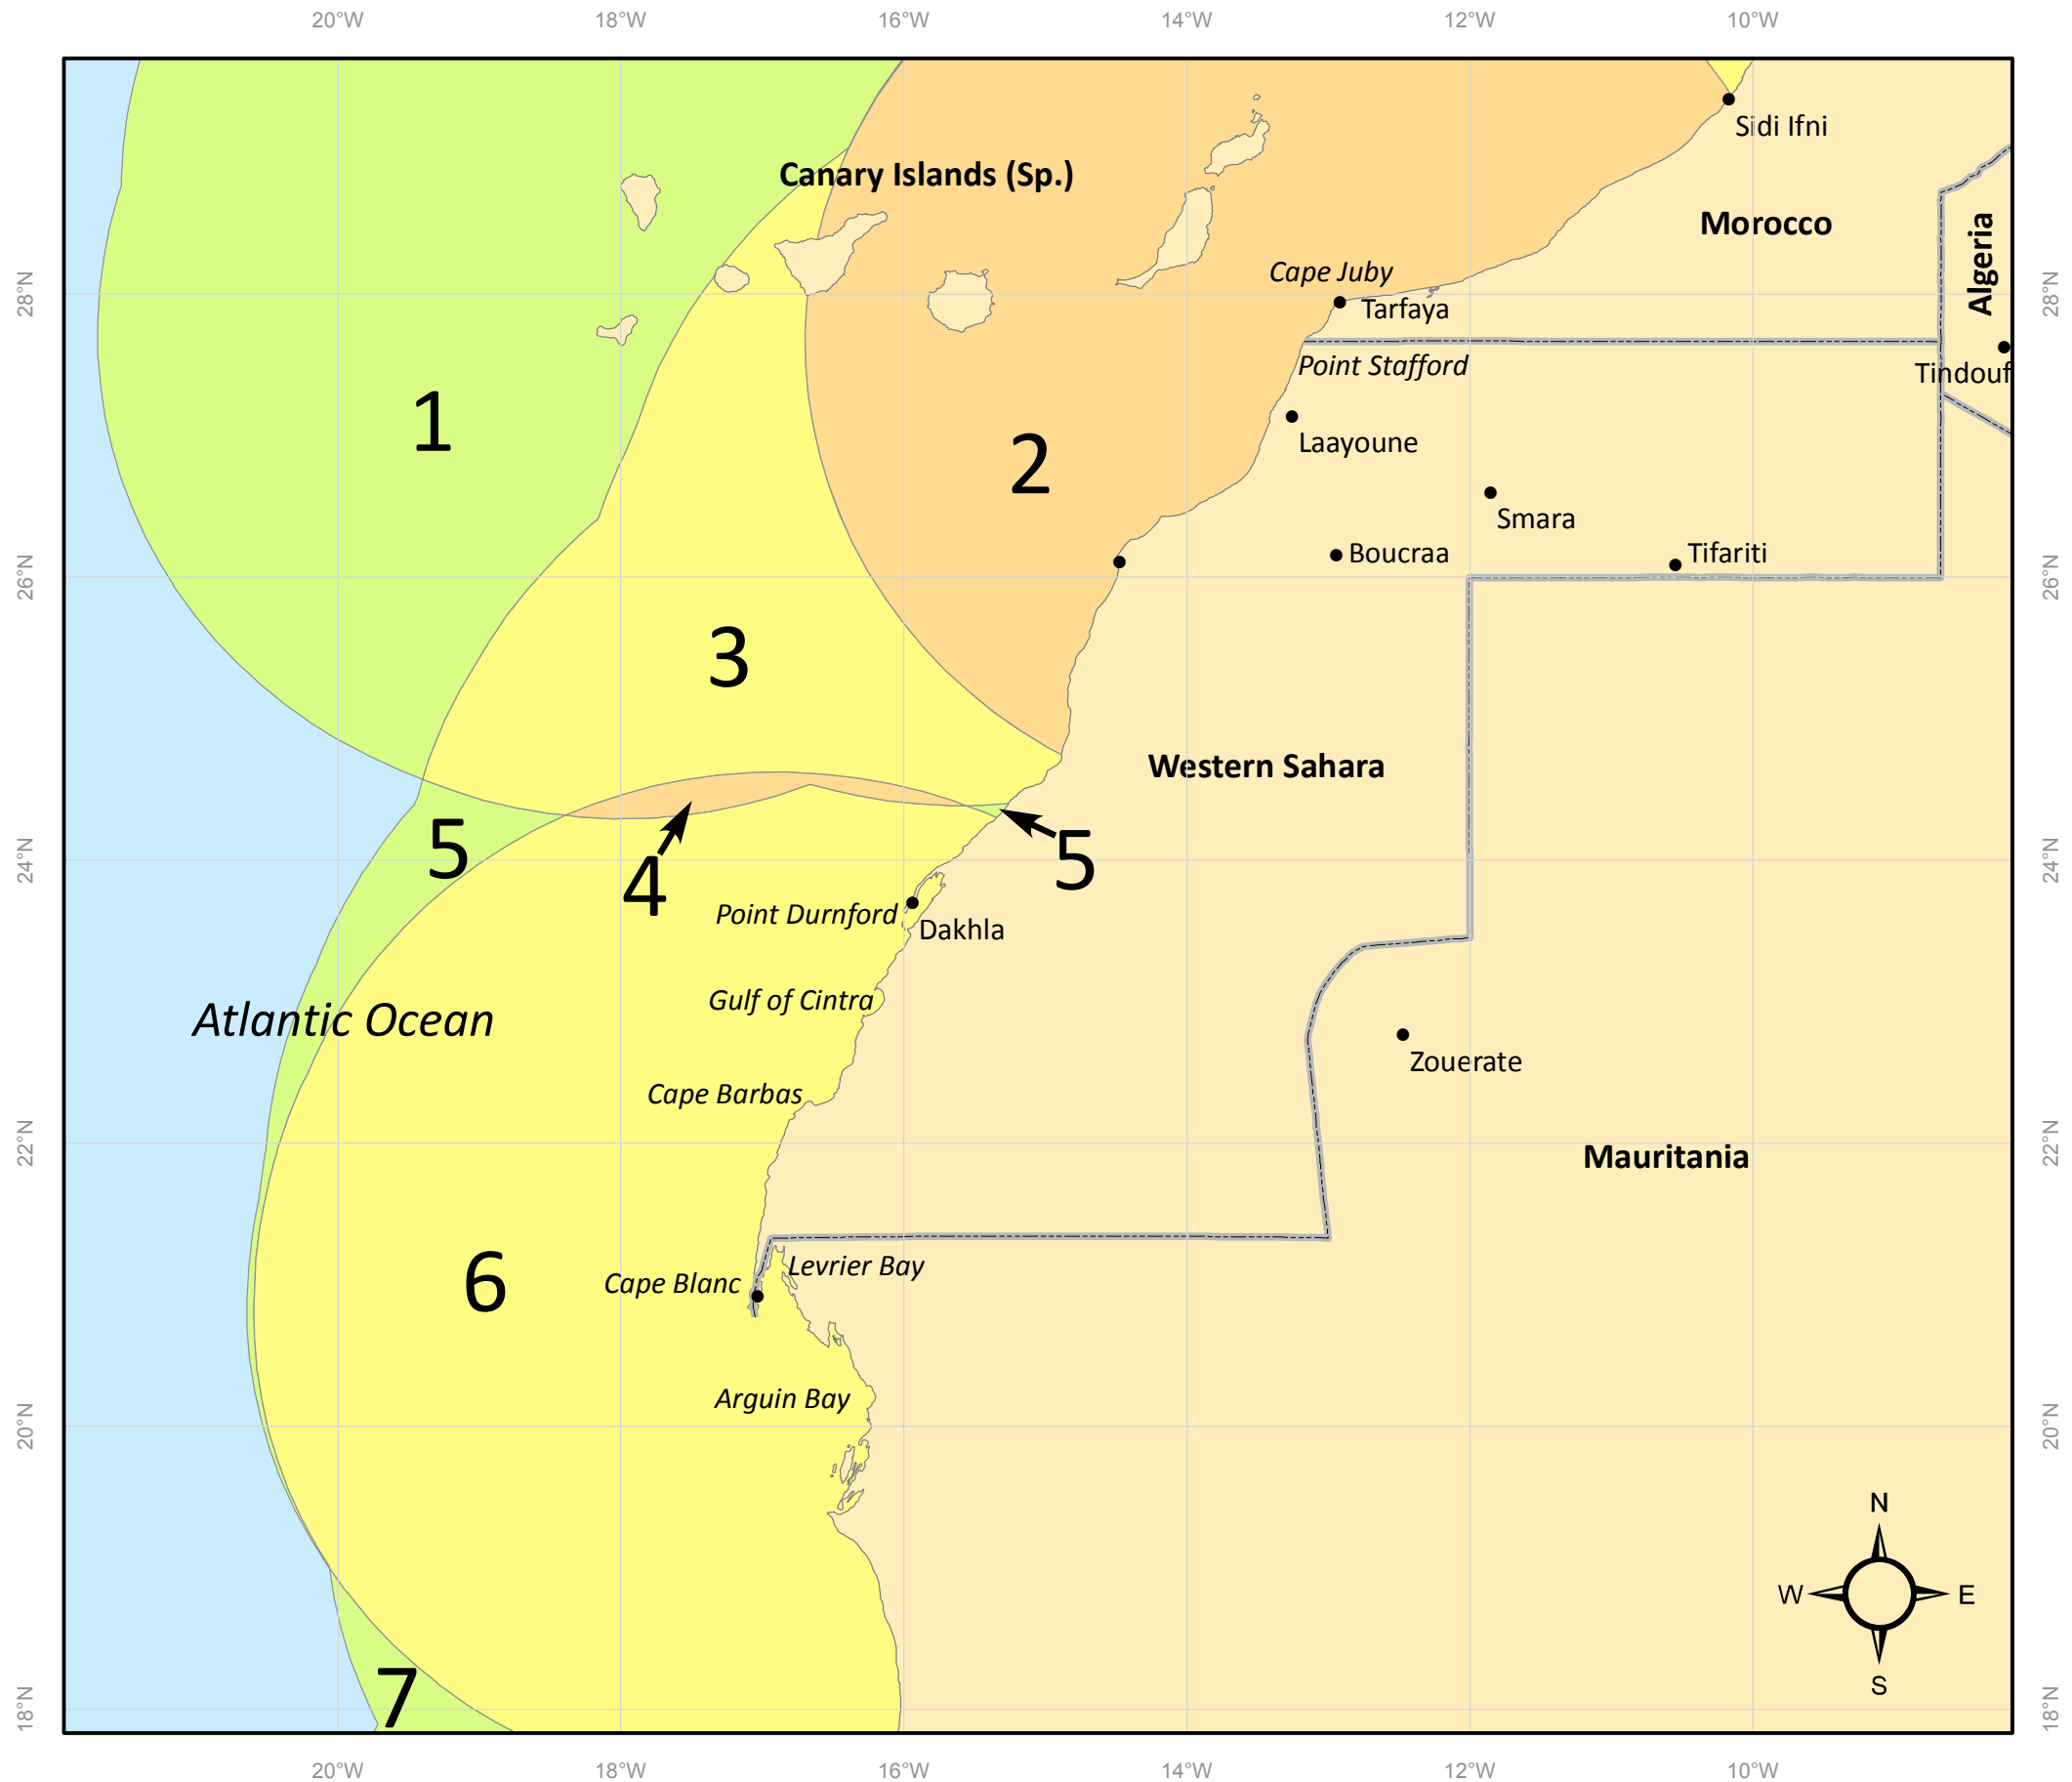 20°W 18°W 16°W 14°W 12°W 10°W
Sidi Ifni
Canary Islands (Sp.)
Morocco
Algeria
Cape Juby
28°N 28°N
Tarfaya
Point Stafford
Tindouf
1
Laayoune
2
Smara
Boucraa
Tifariti
26°N 26°N
3
Western Sahara
5
24°N 24°N
4
5
Point Durnford
Dakhla
Gulf of Cintra
Atlantic Ocean
Zouerate
Cape Barbas
22°N 22°N
Mauritania
Levrier Bay
6
Cape Blanc
Arguin Bay
20°N 20°N
N
W E
S
7
18°N 18°N
20°W 18°W 16°W 14°W 12°W 10°W